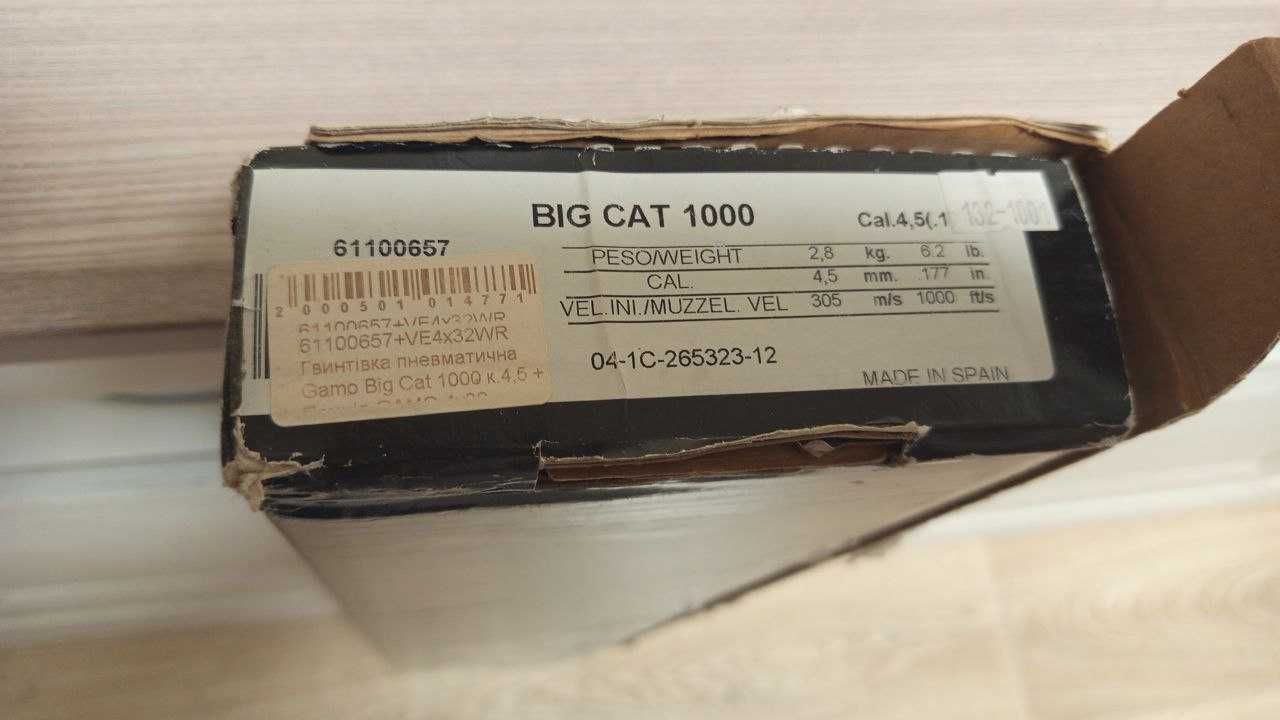 BIG CAT 1000
Cal.4,5(.1
132-1001
61100657
PESO/WEIGHT 2,8 kg. 6.2 lb.
CAL. 4,5 mm. .177 in.
VEL.INI./MUZZEL. VEL 305 m/s 1000 ft/s
04-1C-265323-12
MADE IN SPAIN
2 000501 014771
61100657+VE4x32WR
61100657+VE4x32WR
Гвинтівка пневматична
Gamo Big Cat 1000 к.4,5 +
GAMO